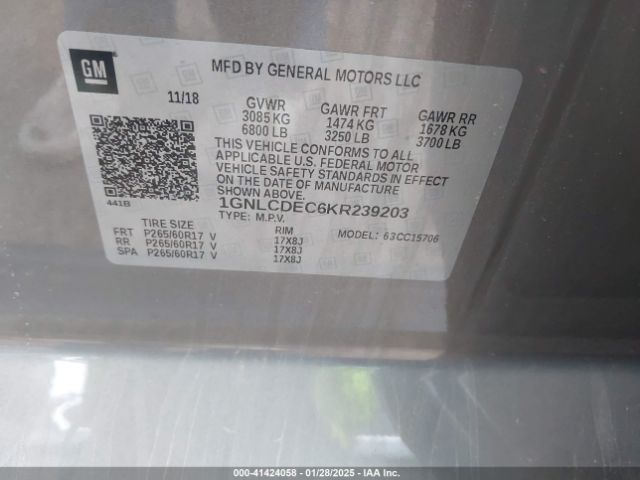 GM
MFD BY GENERAL MOTORS LLC
11/18
GVWR GAWR FRT GAWR RR
3085 KG 1474 KG 1678 KG
6800 LB 3250 LB 3700 LB
THIS VEHICLE CONFORMS TO ALL
APPLICABLE U.S. FEDERAL MOTOR
VEHICLE SAFETY STANDARDS IN EFFECT
ON THE DATE OF MANUFACTURE
SHOWN ABOVE.
1GNLCDEC6KR239203
TYPE: M.P.V.
441B
MODEL: 63CC15706
TIRE SIZE RIM
FRT P265/60R17 V 17X8J
RR P265/60R17 V 17X8J
SPA P265/60R17 V 17X8J
000-41424058 - 01/28/2025 - IAA Inc.